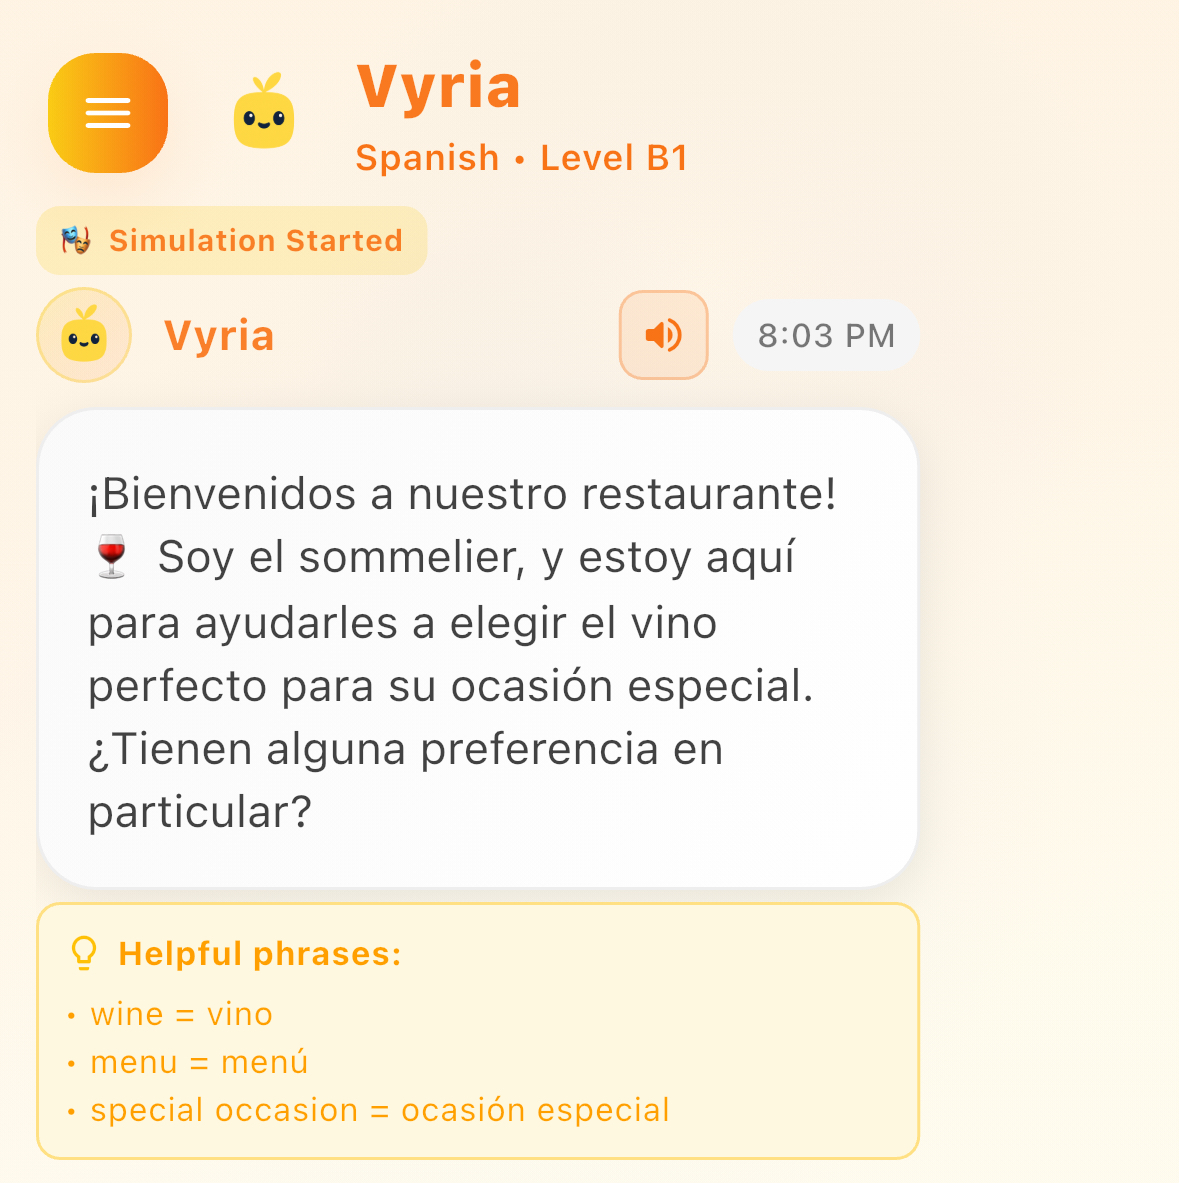 Vyria
Spanish • Level B1
Simulation Started
Vyria
8:03 PM
¡Bienvenidos a nuestro restaurante!
🍷 Soy el sommelier, y estoy aquí
para ayudarles a elegir el vino
perfecto para su ocasión especial.
¿Tienen alguna preferencia en
particular?
Helpful phrases:
• wine = vino
• menu = menú
• special occasion = ocasión especial